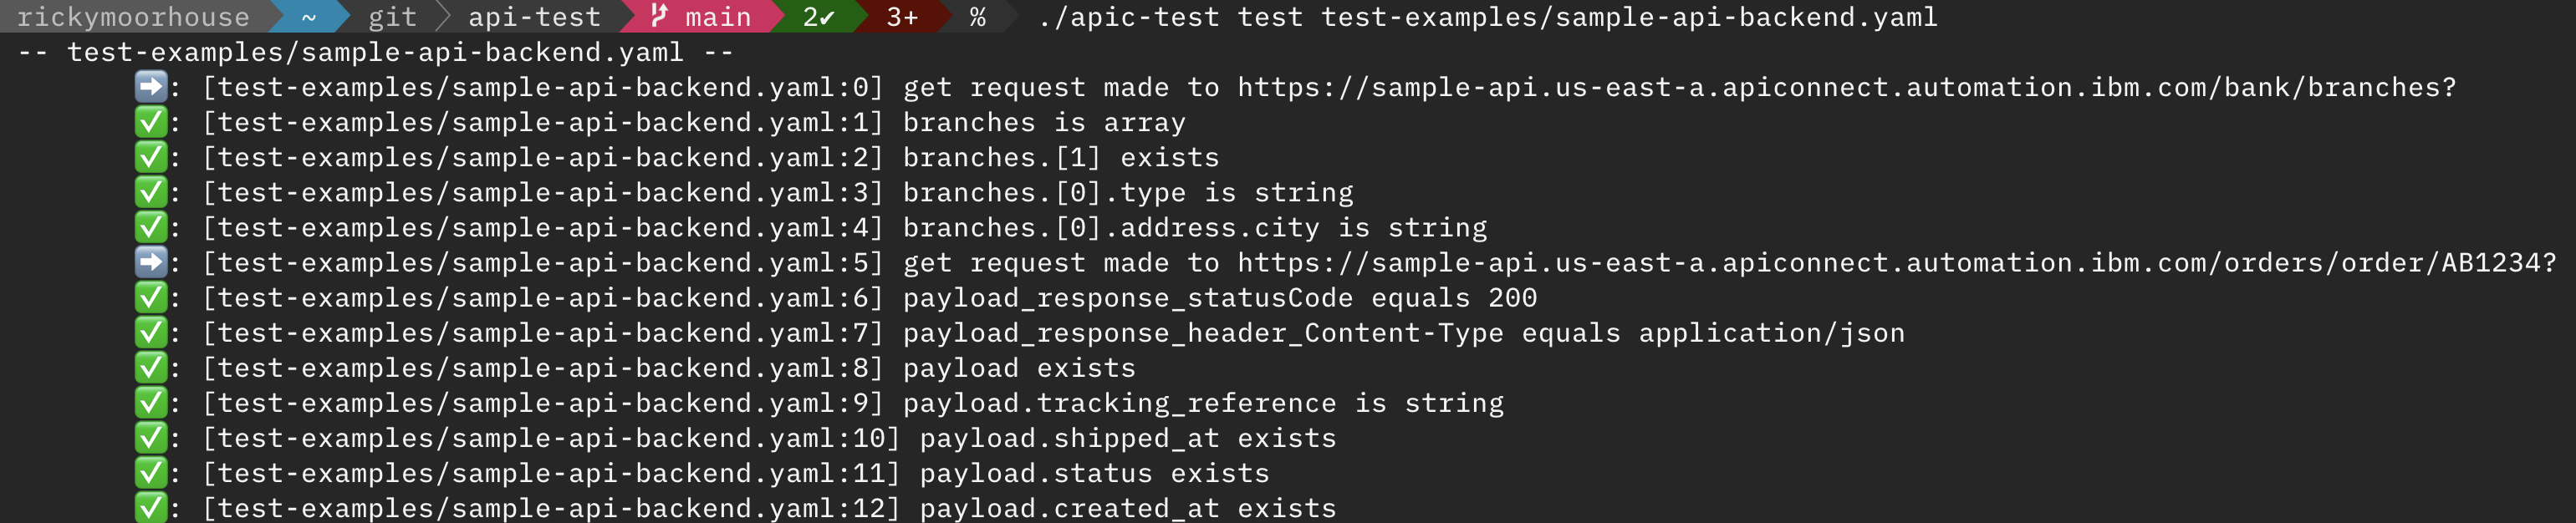 rickymoorhouse ~ git api-test main 2✔ 3+ % ./apic-test test test-examples/sample-api-backend.yaml
-- test-examples/sample-api-backend.yaml --
➡️: [test-examples/sample-api-backend.yaml:0] get request made to https://sample-api.us-east-a.apiconnect.automation.ibm.com/bank/branches?
✅: [test-examples/sample-api-backend.yaml:1] branches is array
✅: [test-examples/sample-api-backend.yaml:2] branches.[1] exists
✅: [test-examples/sample-api-backend.yaml:3] branches.[0].type is string
✅: [test-examples/sample-api-backend.yaml:4] branches.[0].address.city is string
➡️: [test-examples/sample-api-backend.yaml:5] get request made to https://sample-api.us-east-a.apiconnect.automation.ibm.com/orders/order/AB1234?
✅: [test-examples/sample-api-backend.yaml:6] payload_response_statusCode equals 200
✅: [test-examples/sample-api-backend.yaml:7] payload_response_header_Content-Type equals application/json
✅: [test-examples/sample-api-backend.yaml:8] payload exists
✅: [test-examples/sample-api-backend.yaml:9] payload.tracking_reference is string
✅: [test-examples/sample-api-backend.yaml:10] payload.shipped_at exists
✅: [test-examples/sample-api-backend.yaml:11] payload.status exists
✅: [test-examples/sample-api-backend.yaml:12] payload.created_at exists